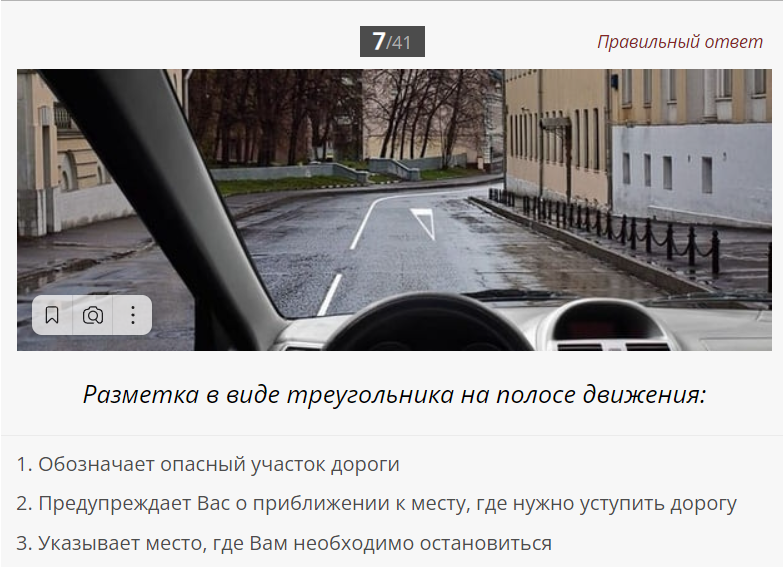 7/41
Правильный ответ
Разметка в виде треугольника на полосе движения:
1. Обозначает опасный участок дороги
2. Предупреждает Вас о приближении к месту, где нужно уступить дорогу
3. Указывает место, где Вам необходимо остановиться